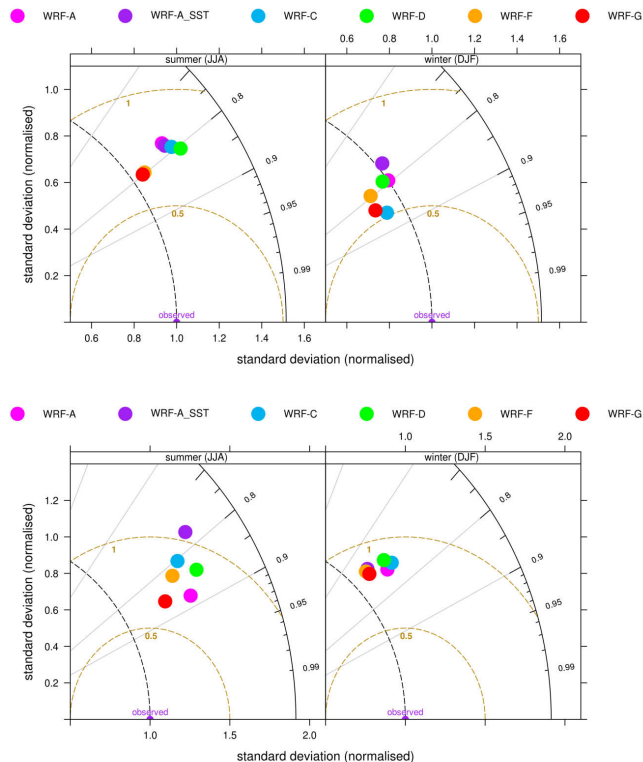 WRF-A WRF-A_SST WRF-C WRF-D WRF-F WRF-G
0.6 0.8 1.0 1.2 1.4 1.6
summer (JJA) winter (DJF)
standard deviation (normalised)
1.0
0.8
0.6
0.4
0.2
1
0.5
observed
0.8
0.9
0.95
0.99
1
0.5
observed
0.8
0.9
0.95
0.99
0.6 0.8 1.0 1.2 1.4 1.6
standard deviation (normalised)
WRF-A WRF-A_SST WRF-C WRF-D WRF-F WRF-G
1.0 1.5 2.0
summer (JJA) winter (DJF)
standard deviation (normalised)
1.2
1.0
0.8
0.6
0.4
0.2
1
0.5
observed
0.8
0.9
0.95
0.99
1
0.5
observed
0.8
0.9
0.95
0.99
1.0 1.5 2.0
standard deviation (normalised)